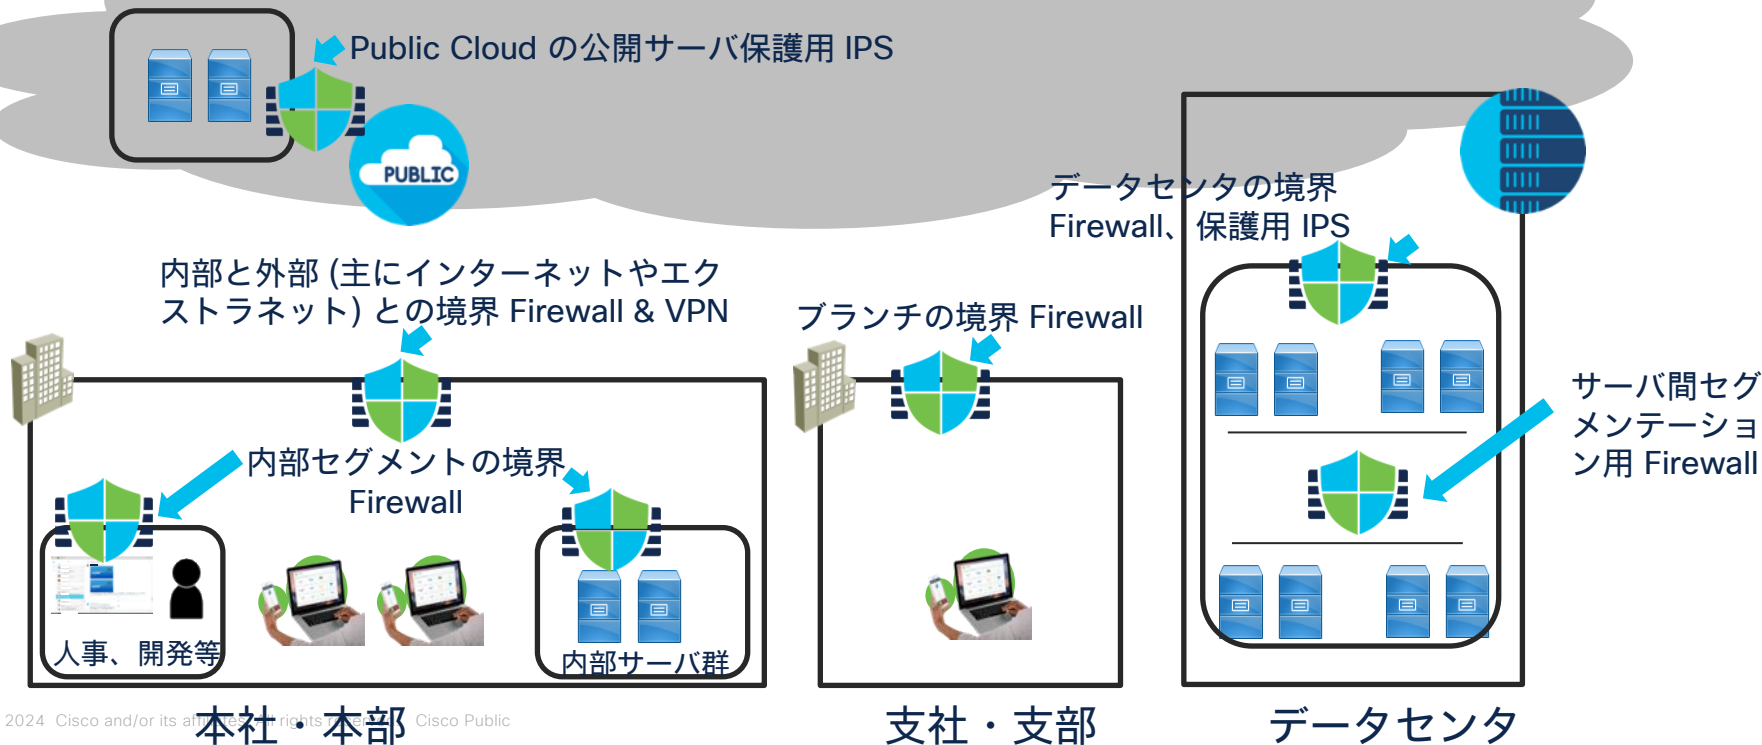 Public Cloud の公開サーバ保護用 IPS
PUBLIC
データセンタの境界
Firewall、保護用 IPS
内部と外部 (主にインターネットやエク
ストラネット) との境界 Firewall & VPN
ブランチの境界 Firewall
サーバ間セグ
メンテーショ
ン用 Firewall
内部セグメントの境界
Firewall
人事、開発等
内部サーバ群
本社・本部
支社・支部
データセンタ
2024 Cisco and/or its affiliates. All rights reserved. Cisco Public